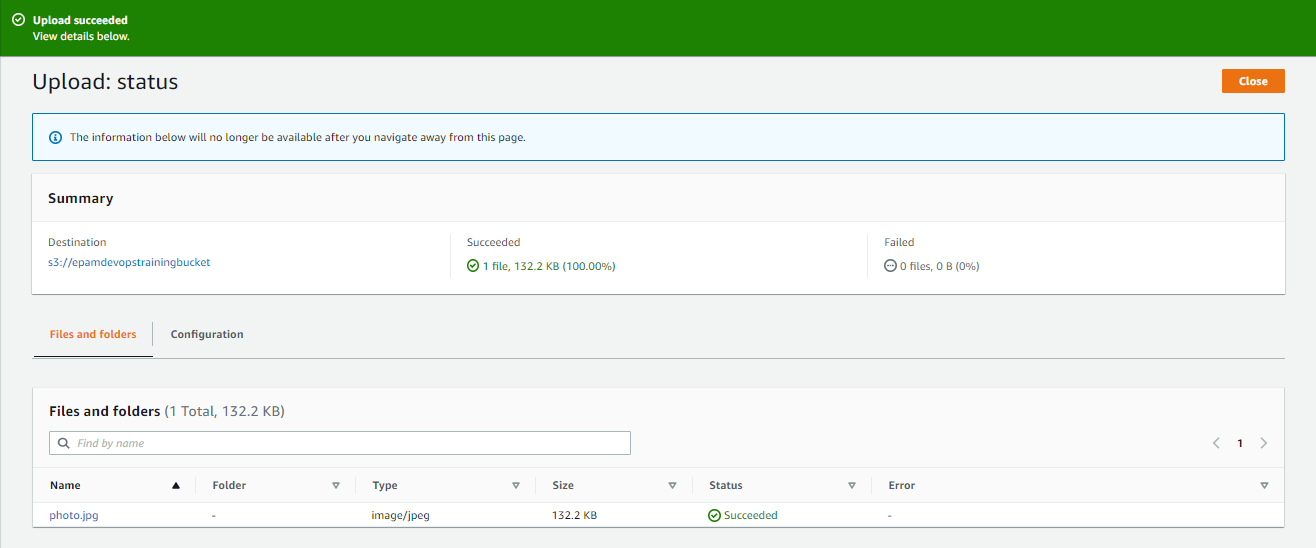 Upload succeeded
View details below.
Upload: status
Close
The information below will no longer be available after you navigate away from this page.
Summary
Destination
s3://epamdevopstrainingbucket
Succeeded
1 file, 132.2 KB (100.00%)
Failed
0 files, 0 B (0%)
Files and folders
Configuration
Files and folders (1 Total, 132.2 KB)
Find by name
1
Name Folder Type Size Status Error
photo.jpg - image/jpeg 132.2 KB Succeeded -